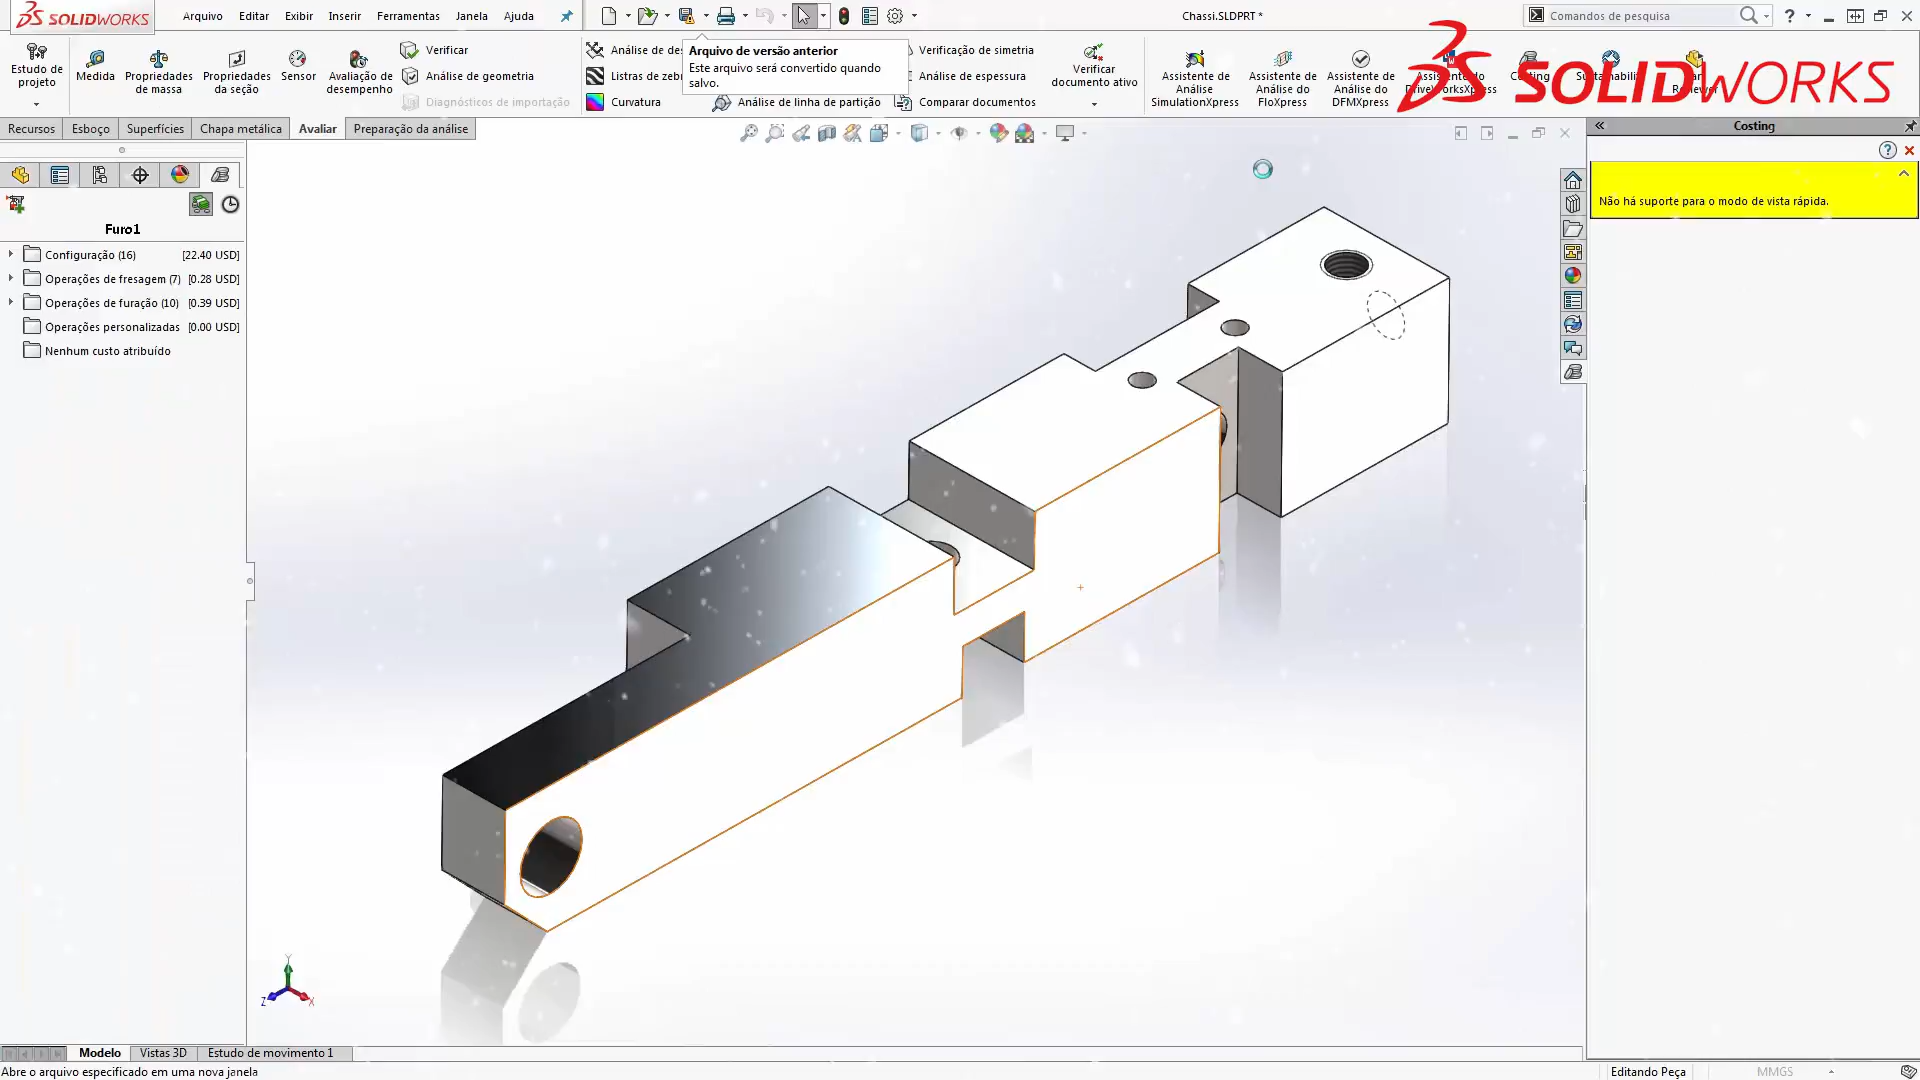 SOLIDWORKS
Arquivo
Editar
Exibir
Inserir
Ferramentas
Janela
Ajuda
Chassi.SLDPRT *
Comandos de pesquisa
Estudo de
projeto
Medida
Propriedades
de massa
Propriedades
da seção
Sensor
Avaliação de
desempenho
Verificar
Análise de geometria
Diagnósticos de importação
Análise de des
Listras de zeb
Curvatura
Arquivo de versão anterior
Este arquivo será convertido quando
salvo.
Análise de linha de partição
Verificação de simetria
Análise de espessura
Comparar documentos
Verificar
documento ativo
Assistente de
Análise
SimulationXpress
Assistente de
Análise do
FloXpress
Assistente de
Análise do
DFMXpress
Costing
SOLIDWORKS
Recursos
Esboço
Superfícies
Chapa metálica
Avaliar
Preparação da análise
Costing
Não há suporte para o modo de vista rápida.
Furo1
Configuração (16) [22.40 USD]
Operações de fresagem (7) [0.28 USD]
Operações de furação (10) [0.39 USD]
Operações personalizadas [0.00 USD]
Nenhum custo atribuído
Y
Z
X
Modelo
Vistas 3D
Estudo de movimento 1
Abre o arquivo especificado em uma nova janela
Editando Peça
MMGS